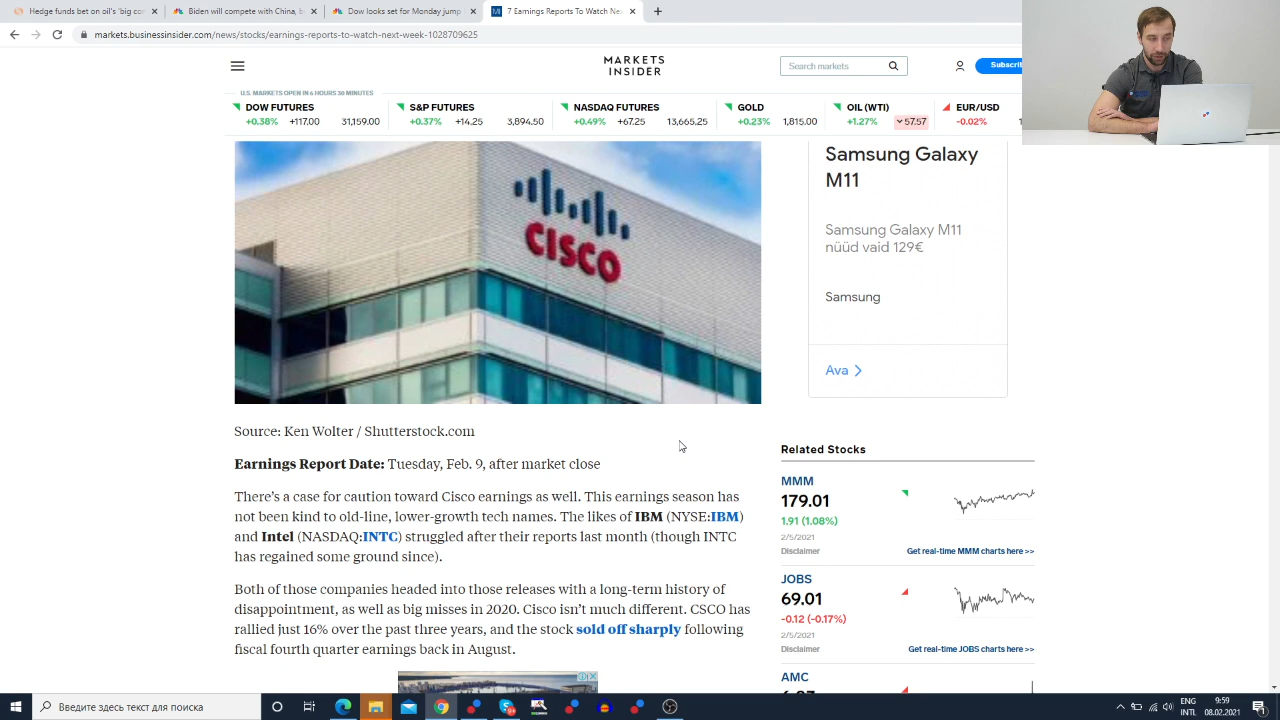 Hedge funds bet on oil's 'big co
Biden will compete with China, b
Dow looks set for Monday jump
7 Earnings Reports To Watch Nex
markets.businessinsider.com/news/stocks/earnings-reports-to-watch-next-week-1028709625
MARKETS
INSIDER
Search markets
Subscrib
U.S. MARKETS OPEN IN 6 HOURS 30 MINUTES
DOW FUTURES
+0.38% +117.00 31,159.00
S&P FUTURES
+0.37% +14.25 3,894.50
NASDAQ FUTURES
+0.49% +67.25 13,665.25
GOLD
+0.23% 1,815.00
OIL (WTI)
+1.27% 57.57
EUR/USD
-0.02% 1
CISCO
Source: Ken Wolter / Shutterstock.com
Earnings Report Date: Tuesday, Feb. 9, after market close
There's a case for caution toward Cisco earnings as well. This earnings season has
not been kind to old-line, lower-growth tech names. The likes of IBM (NYSE:IBM)
and Intel (NASDAQ:INTC) struggled after their reports last month (though INTC
has regained some ground since).
Both of those companies headed into those releases with a long-term history of
disappointment, as well as big misses in 2020. Cisco isn't much different. CSCO has
rallied just 16% over the past three years, and the stock sold off sharply following
fiscal fourth quarter earnings back in August.
Samsung Galaxy
M11
Samsung Galaxy M11
nüüd vaid 129€
Samsung
Ava
Related Stocks
MMM
179.01
1.91 (1.08%)
2/5/2021
Disclaimer
Get real-time MMM charts here >>
JOBS
69.01
-0.12 (-0.17%)
2/5/2021
Disclaimer
Get real-time JOBS charts here >>
AMC
Введите здесь текст для поиска
ENG
INTL
9:59
08.02.2021